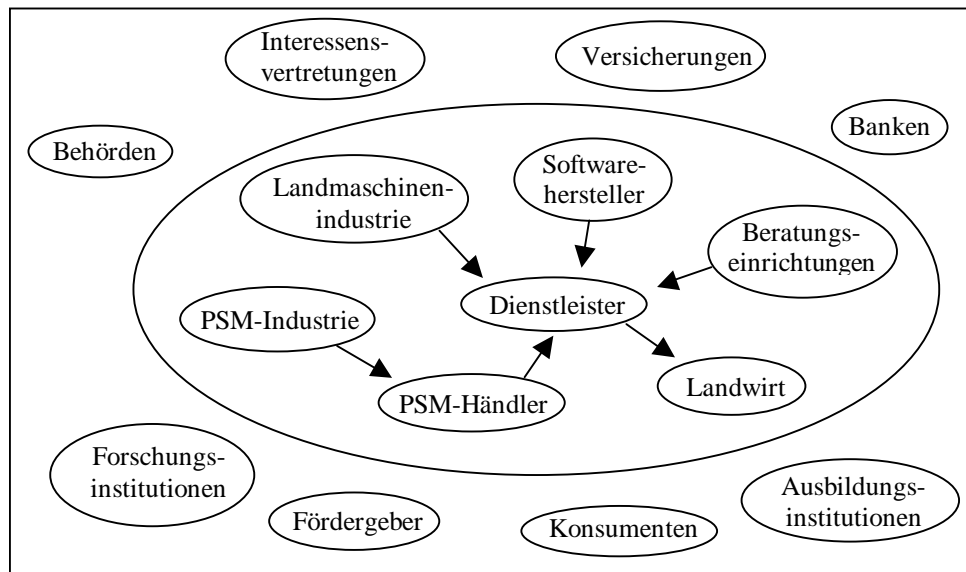 Interessens-
vertretungen
Versicherungen
Banken
Behörden
Software-
hersteller
Landmaschinen-
industrie
Beratungs-
einrichtungen
Dienstleister
PSM-Industrie
Landwirt
PSM-Händler
Forschungs-
institutionen
Ausbildungs-
institutionen
Fördergeber
Konsumenten